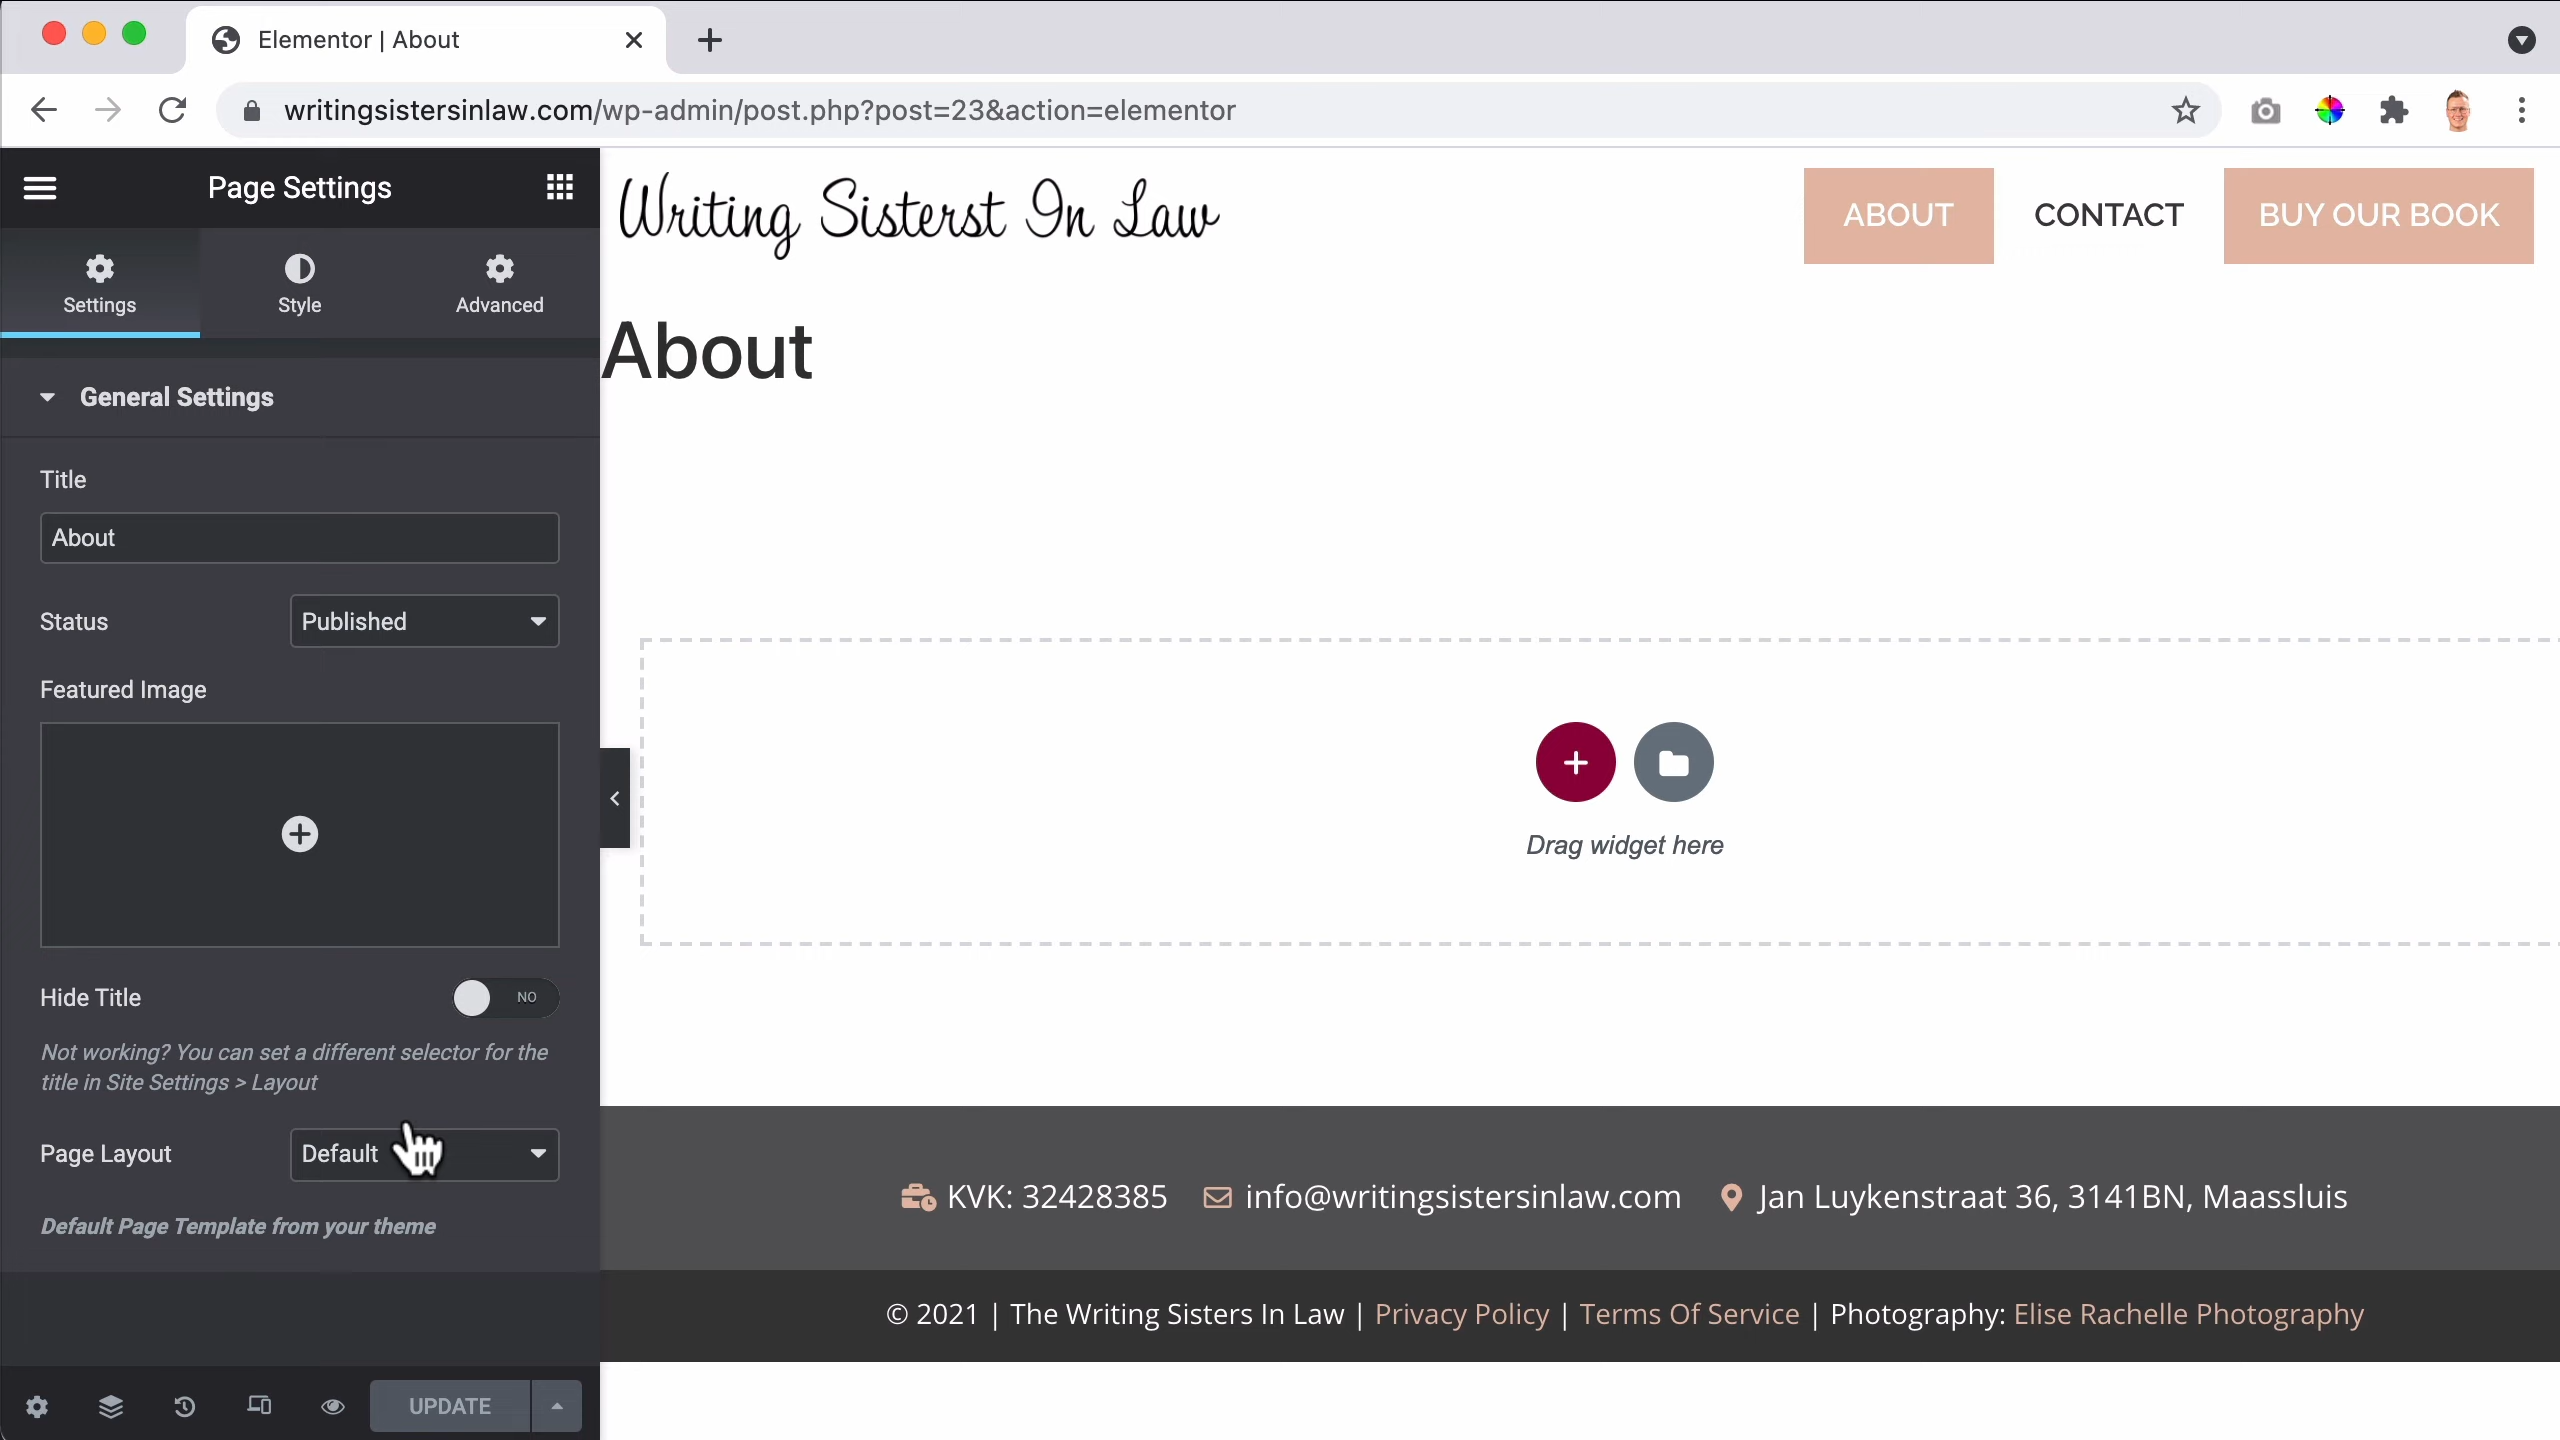 Elementor | About
writingsistersinlaw.com/wp-admin/post.php?post=23&action=elementor
Page Settings
Settings
Style
Advanced
General Settings
Title
About
Status
Published
Featured Image
Hide Title
NO
Not working? You can set a different selector for the
title in Site Settings > Layout
Page Layout
Default
Default Page Template from your theme
UPDATE
Writing Sisterst In Law
ABOUT
CONTACT
BUY OUR BOOK
About
Drag widget here
KVK: 32428385
info@writingsistersinlaw.com
Jan Luykenstraat 36, 3141BN, Maassluis
© 2021 | The Writing Sisters In Law | Privacy Policy | Terms Of Service | Photography: Elise Rachelle Photography